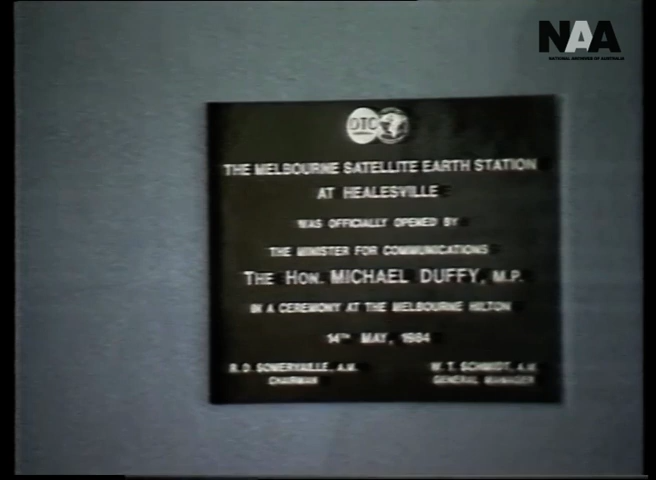 NAA
NATIONAL ARCHIVES OF AUSTRALIA
OTC
THE MELBOURNE SATELLITE EARTH STATION
AT HEALESVILLE
WAS OFFICIALLY OPENED BY
THE MINISTER FOR COMMUNICATIONS
THE HON. MICHAEL DUFFY, M.P.
IN A CEREMONY AT THE MELBOURNE HILTON
14TH MAY, 1984
R. D. SOMERVAILLE, A.M.
CHAIRMAN
W. T. SCHMIDT, A.M.
GENERAL MANAGER